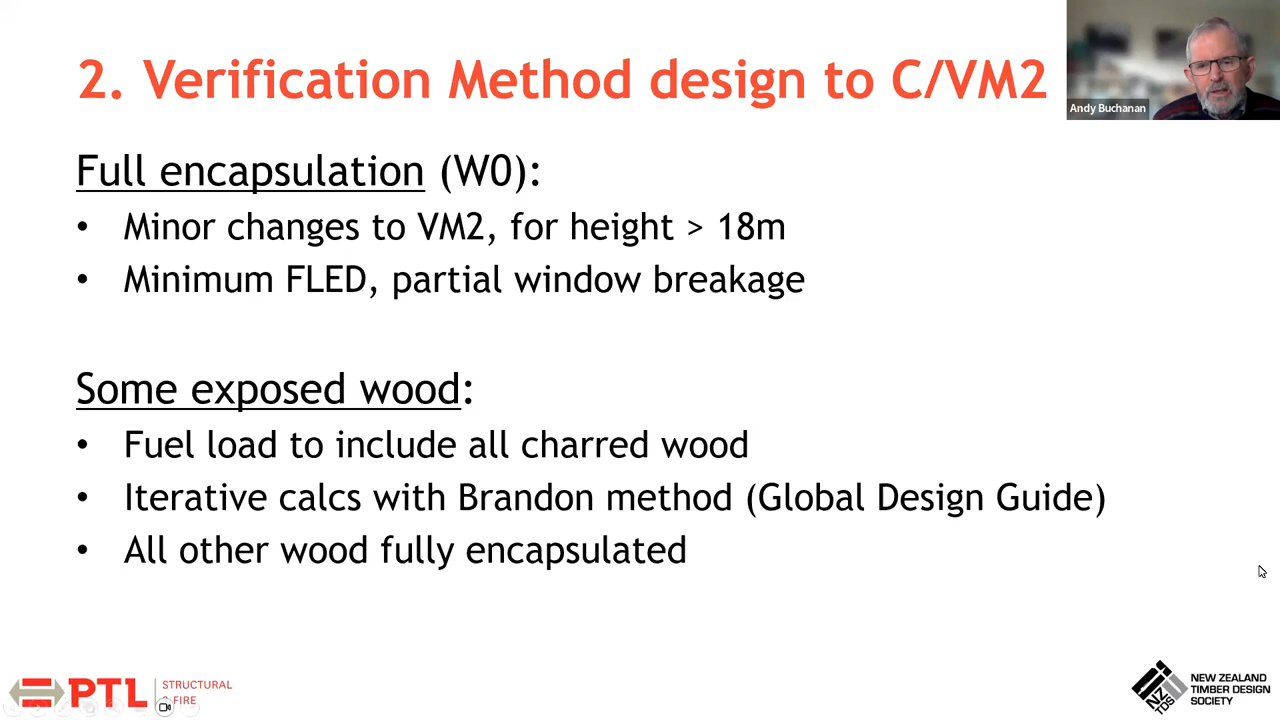 2. Verification Method design to C/VM2
Andy Buchanan
Full encapsulation (W0):
• Minor changes to VM2, for height > 18m
• Minimum FLED, partial window breakage
Some exposed wood:
• Fuel load to include all charred wood
• Iterative calcs with Brandon method (Global Design Guide)
• All other wood fully encapsulated
PTL
STRUCTURAL
FIRE
NZ
TDS
NEW ZEALAND
TIMBER DESIGN
SOCIETY